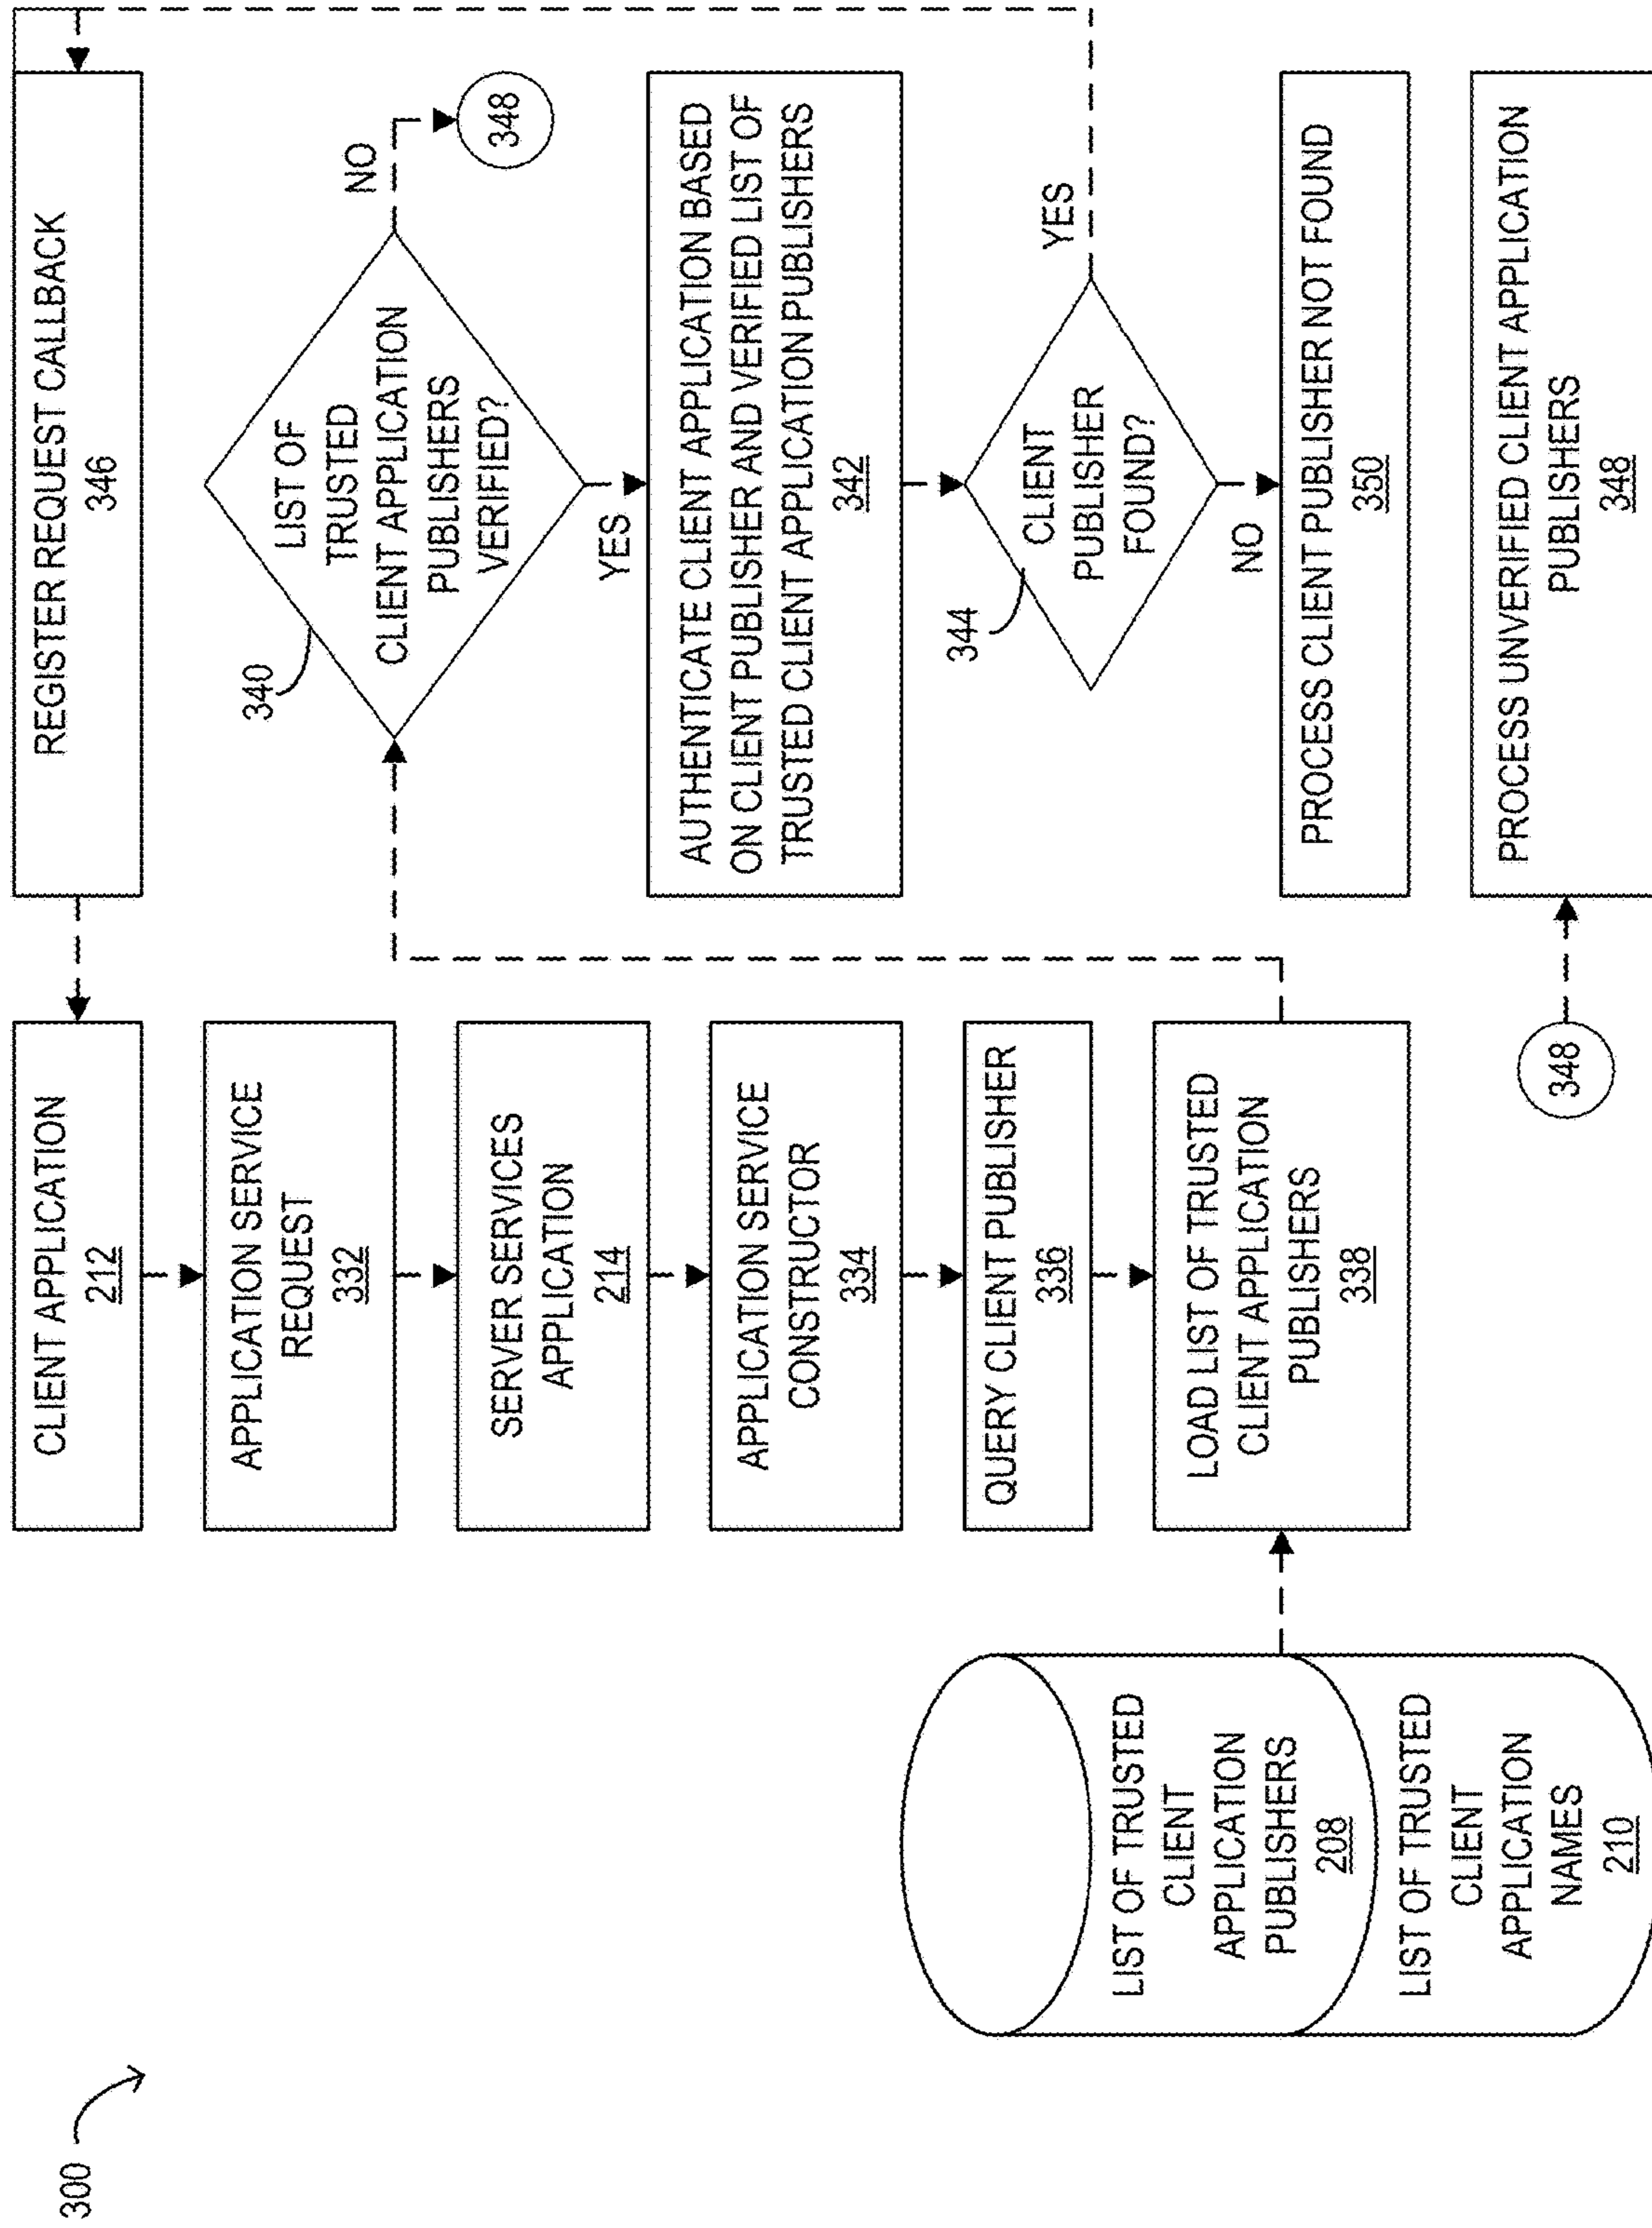 300
CLIENT APPLICATION
212
APPLICATION SERVICE
REQUEST
332
SERVER SERVICES
APPLICATION
214
APPLICATION SERVICE
CONSTRUCTOR
334
QUERY CLIENT PUBLISHER
336
LOAD LIST OF TRUSTED
CLIENT APPLICATION
PUBLISHERS
338
LIST OF TRUSTED
CLIENT
APPLICATION
PUBLISHERS
208
LIST OF TRUSTED
CLIENT
APPLICATION
NAMES
210
REGISTER REQUEST CALLBACK
346
340
LIST OF
TRUSTED
CLIENT APPLICATION
PUBLISHERS
VERIFIED?
NO
348
YES
AUTHENTICATE CLIENT APPLICATION BASED
ON CLIENT PUBLISHER AND VERIFIED LIST OF
TRUSTED CLIENT APPLICATION PUBLISHERS
342
344
CLIENT
PUBLISHER
FOUND?
YES
NO
PROCESS CLIENT PUBLISHER NOT FOUND
350
348
PROCESS UNVERIFIED CLIENT APPLICATION
PUBLISHERS
348